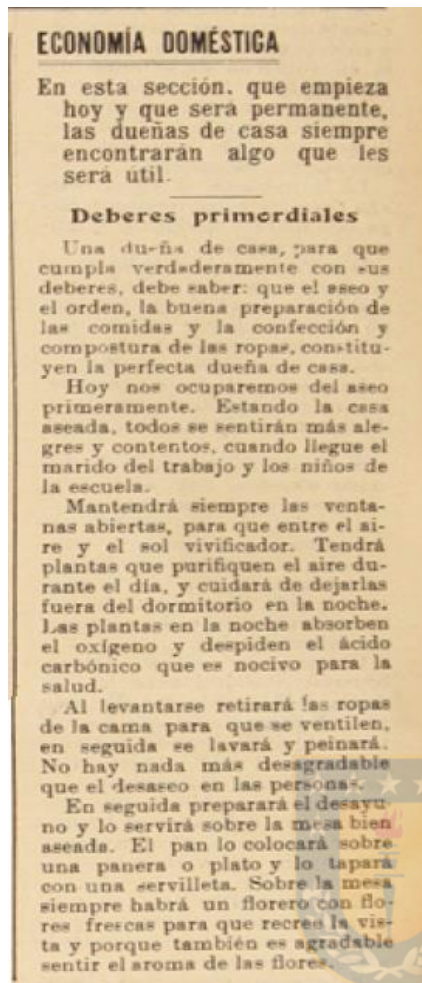 ECONOMÍA DOMÉSTICA
En esta sección. que empieza
hoy y que será permanente,
las dueñas de casa siempre
encontrarán algo que les
será útil.
Deberes primordiales
Una dueña de casa, para que
cumpla verdaderamente con sus
deberes, debe saber: que el aseo y
el orden, la buena preparación de
las comidas y la confección y
compostura de las ropas, constitu-
yen la perfecta dueña de casa.
Hoy nos ocuparemos del aseo
primeramente. Estando la casa
aseada, todos se sentirán más ale-
gres y contentos, cuando llegue el
marido del trabajo y los niños de
la escuela.
Mantendrá siempre las venta-
nas abiertas, para que entre el ai-
re y el sol vivificador. Tendrá
plantas que purifiquen el aire du-
rante el día, y cuidará de dejarlas
fuera del dormitorio en la noche.
Las plantas en la noche absorben
el oxígeno y despiden el ácido
carbónico que es nocivo para la
salud.
Al levantarse retirará las ropas
de la cama para que se ventilen,
en seguida se lavará y peinará.
No hay nada más desagradable
que el desaseo en las personas.
En seguida preparará el desayu-
no y lo servirá sobre la mesa bien
aseada. El pan lo colocará sobre
una panera o plato y lo tapará
con una servilleta. Sobre la mesa
siempre habrá un florero con flo-
res frescas para que recree la vis-
ta y porque también es agradable
sentir el aroma de las flores.